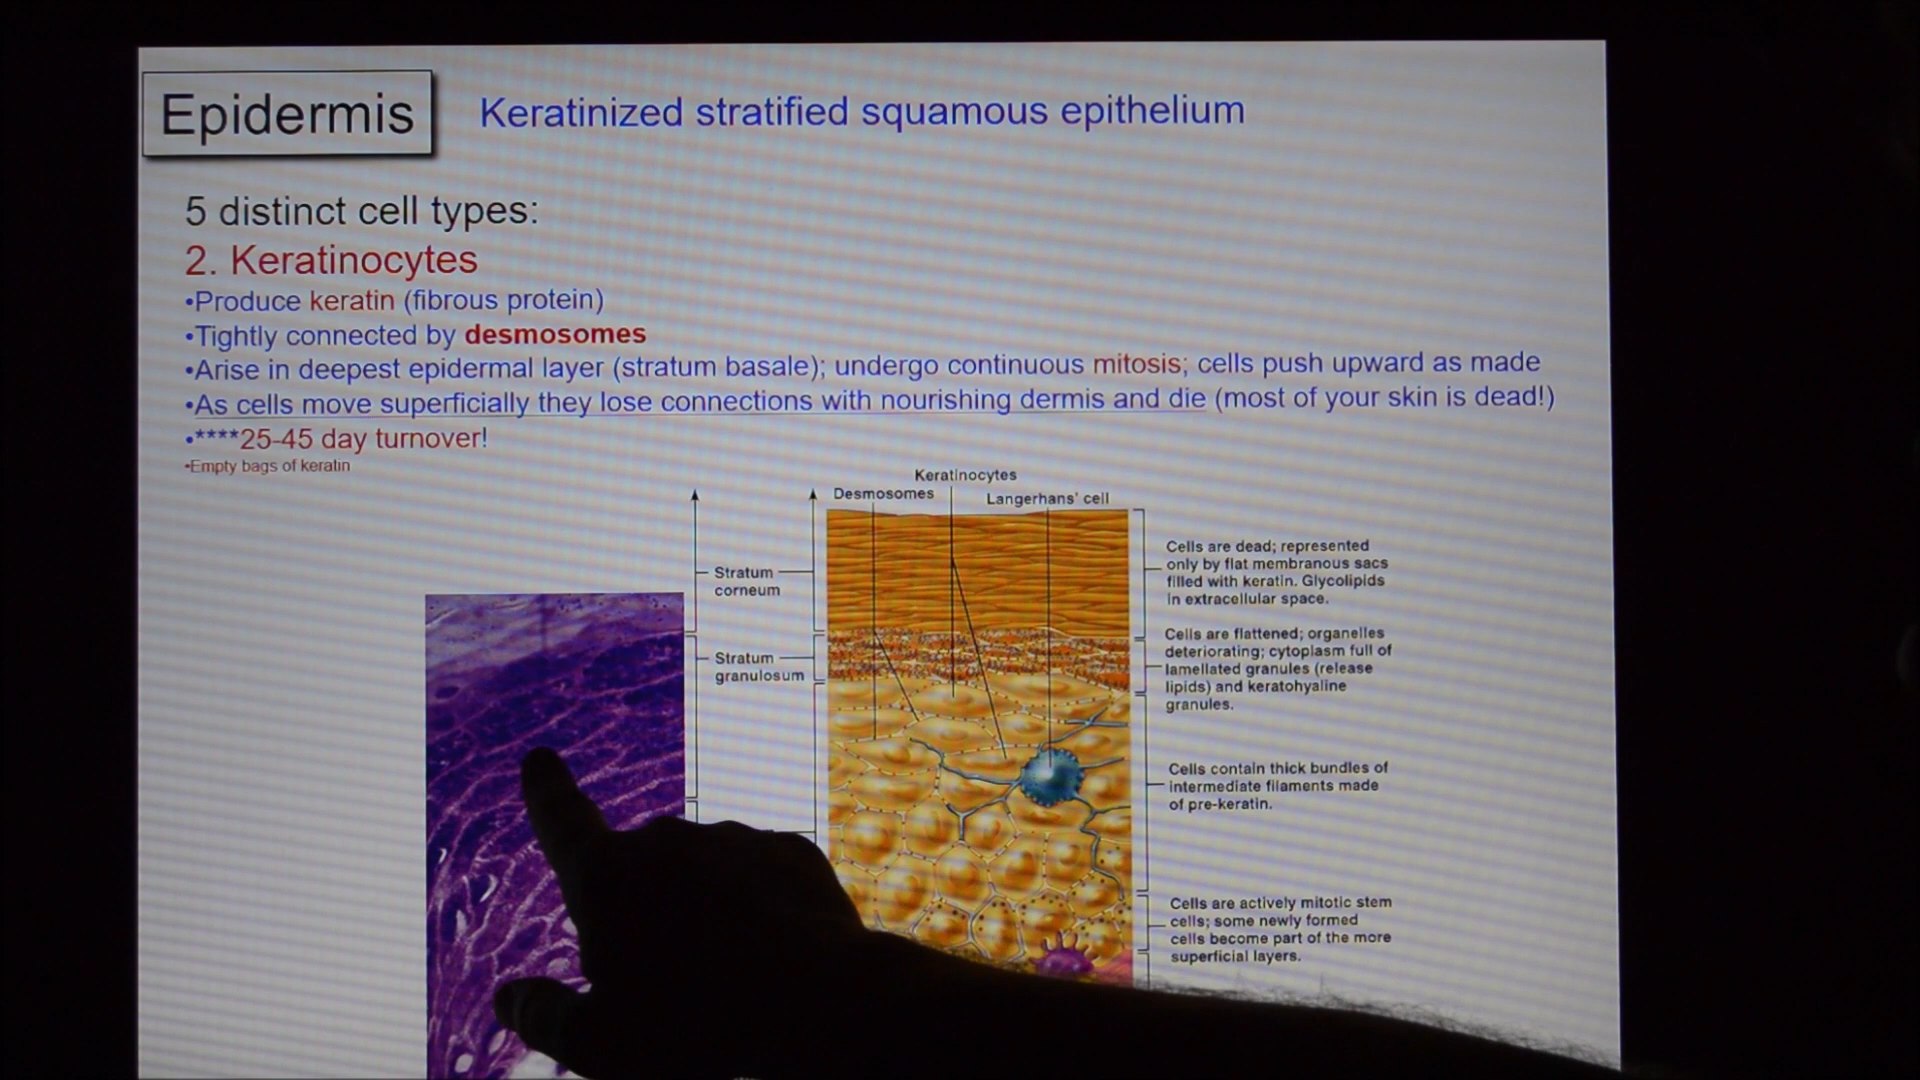 Epidermis
Keratinized stratified squamous epithelium
5 distinct cell types:
2. Keratinocytes
•Produce keratin (fibrous protein)
•Tightly connected by desmosomes
•Arise in deepest epidermal layer (stratum basale); undergo continuous mitosis; cells push upward as made
•As cells move superficially they lose connections with nourishing dermis and die (most of your skin is dead!)
•****25-45 day turnover!
•Empty bags of keratin
Keratinocytes
Desmosomes
Langerhans' cell
Stratum
corneum
Stratum
granulosum
Cells are dead; represented
only by flat membranous sacs
filled with keratin. Glycolipids
in extracellular space.
Cells are flattened; organelles
deteriorating; cytoplasm full of
lamellated granules (release
lipids) and keratohyaline
granules.
Cells contain thick bundles of
intermediate filaments made
of pre-keratin.
Cells are actively mitotic stem
cells; some newly formed
cells become part of the more
superficial layers.